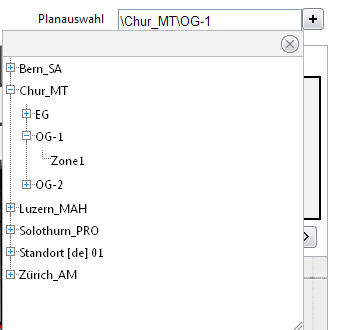 Planauswahl \Chur_MT\OG-1
Bern_SA
Chur_MT
EG
OG-1
Zone1
OG-2
Luzern_MAH
Solothurn_PRO
Standort [de] 01
Zürich_AM